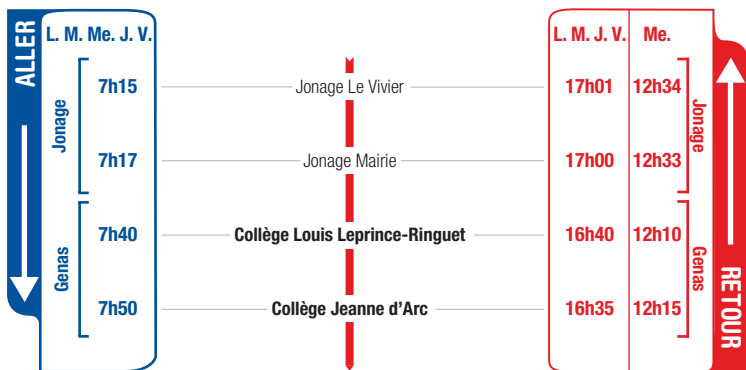 ALLER
L. M. Me. J. V.
L. M. J. V. Me.
7h15 Jonage Le Vivier 17h01 12h34
Jonage
Jonage
7h17 Jonage Mairie 17h00 12h33
7h40 Collège Louis Leprince-Ringuet 16h40 12h10
Genas
Genas
7h50 Collège Jeanne d'Arc 16h35 12h15
RETOUR